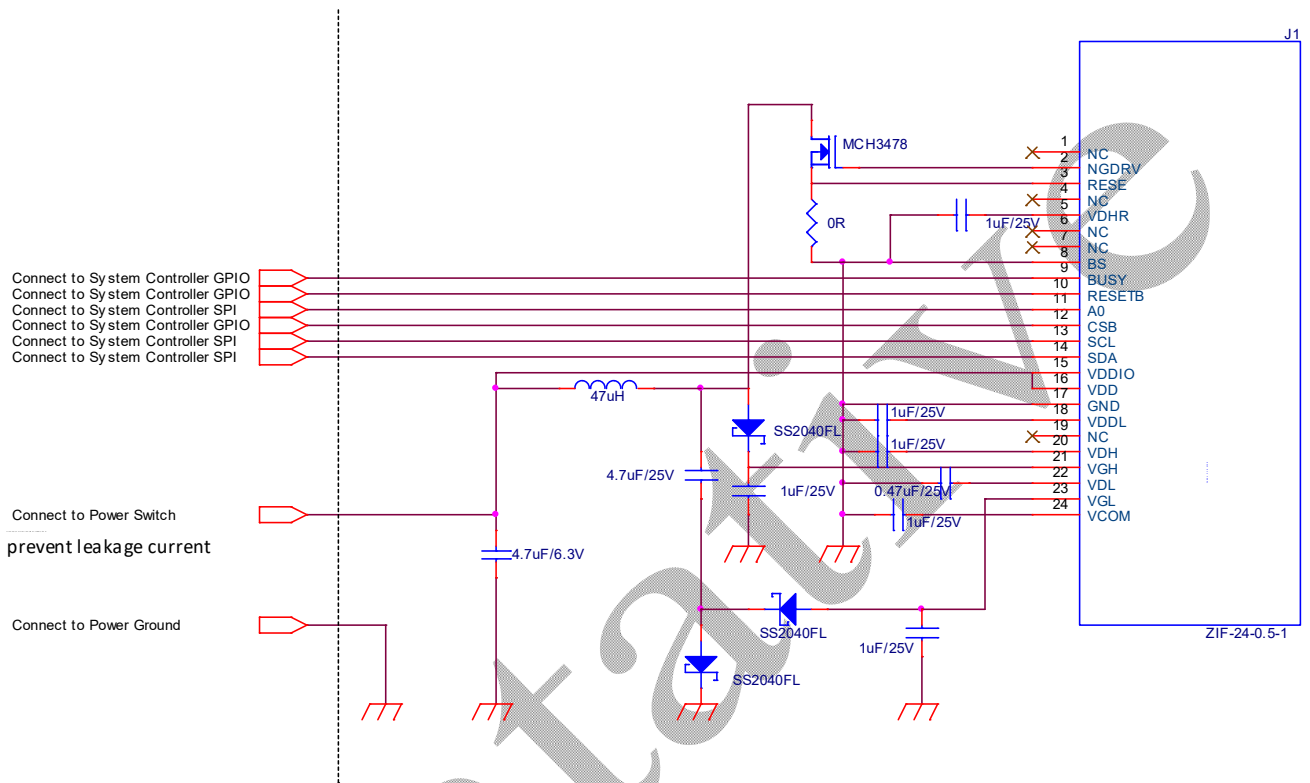 J1
MCH3478
0R
1uF/25V
1
NC
2
NGDRV
3
RESE
4
NC
5
VDHR
6
NC
7
NC
8
BS
9
BUSY
10
RESETB
11
A0
12
CSB
13
SCL
14
SDA
15
VDDIO
16
VDD
17
GND
18
VDDL
19
NC
20
VDH
21
VGH
22
VDL
23
VGL
24
VCOM
Connect to System Controller GPIO
Connect to System Controller GPIO
Connect to System Controller SPI
Connect to System Controller GPIO
Connect to System Controller SPI
Connect to System Controller SPI
47uH
SS2040FL
1uF/25V
1uF/25V
4.7uF/25V
1uF/25V
0.47uF/25V
1uF/25V
Connect to Power Switch
prevent leakage current
4.7uF/6.3V
Connect to Power Ground
SS2040FL
1uF/25V
SS2040FL
ZIF-24-0.5-1
tative